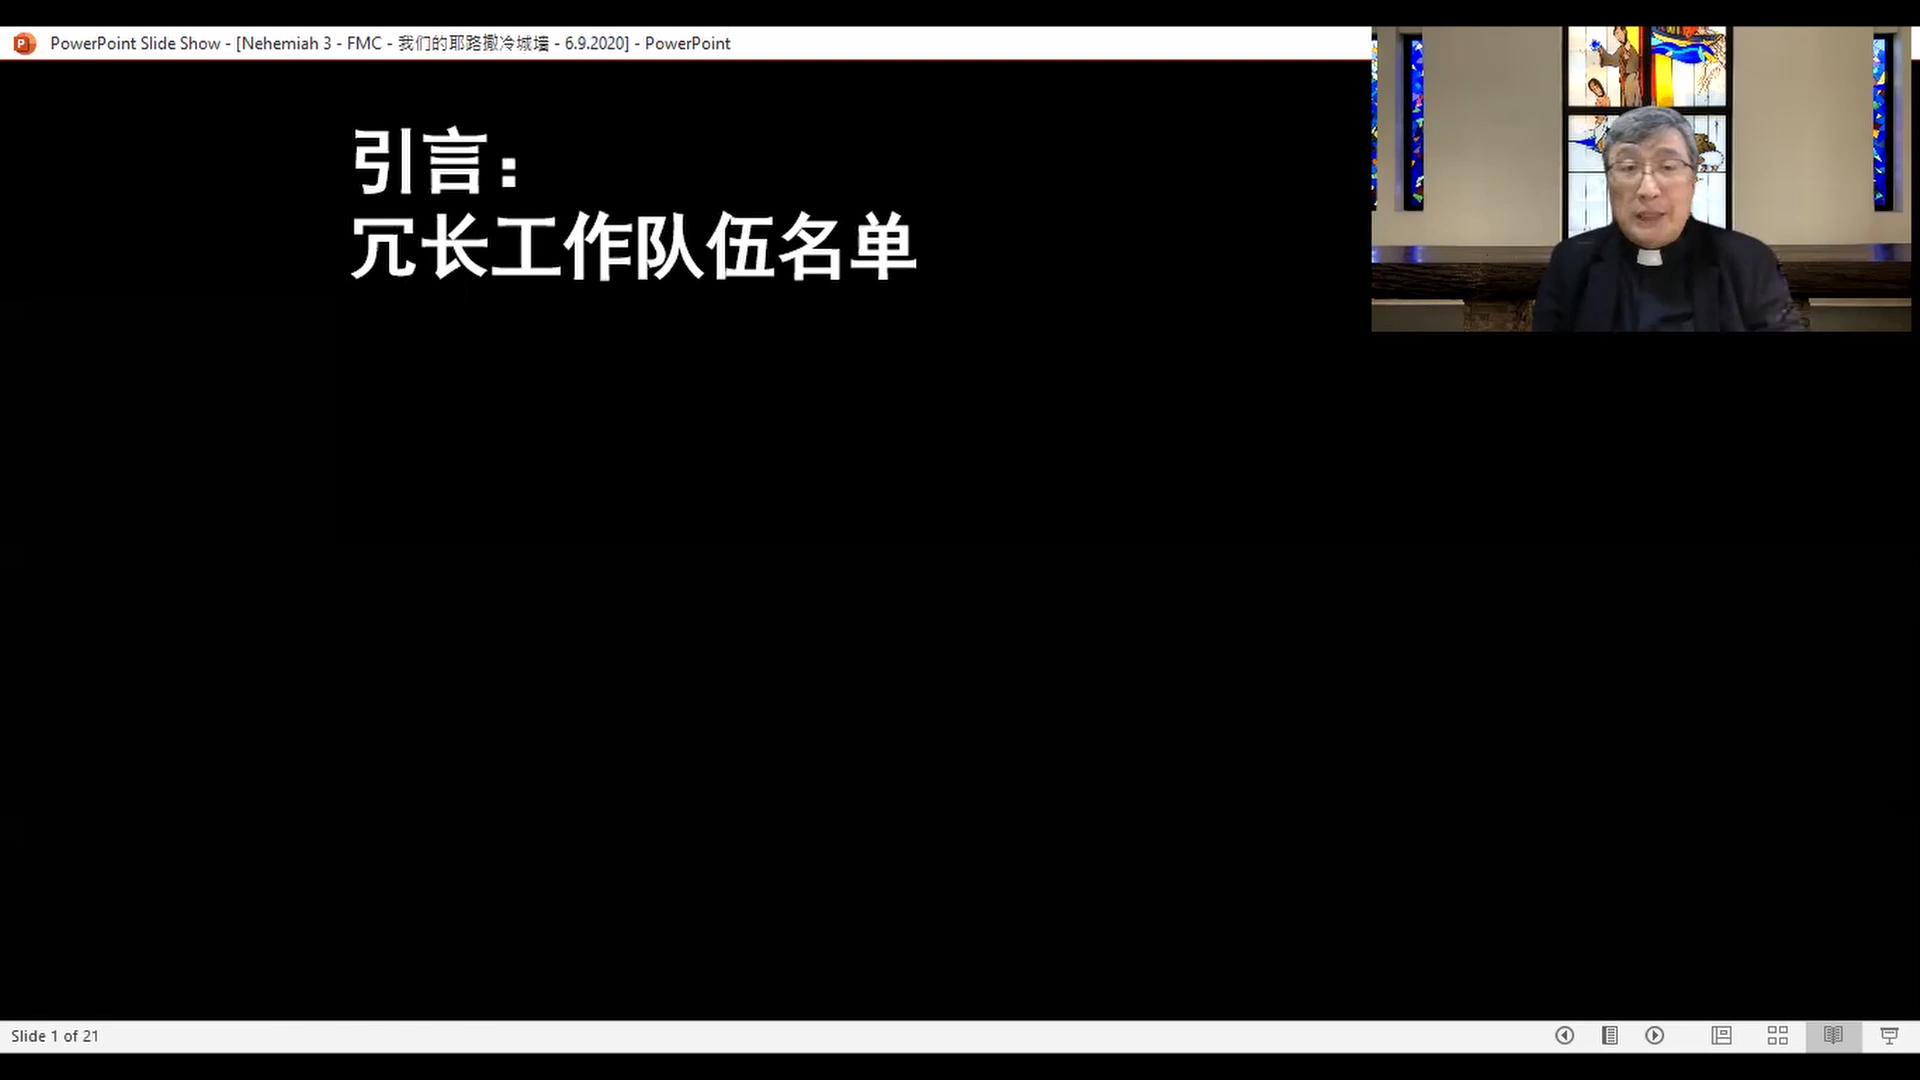 PowerPoint Slide Show - [Nehemiah 3 - FMC - 我们的耶路撒冷城墙 - 6.9.2020] - PowerPoint
引言：
冗长工作队伍名单
Slide 1 of 21